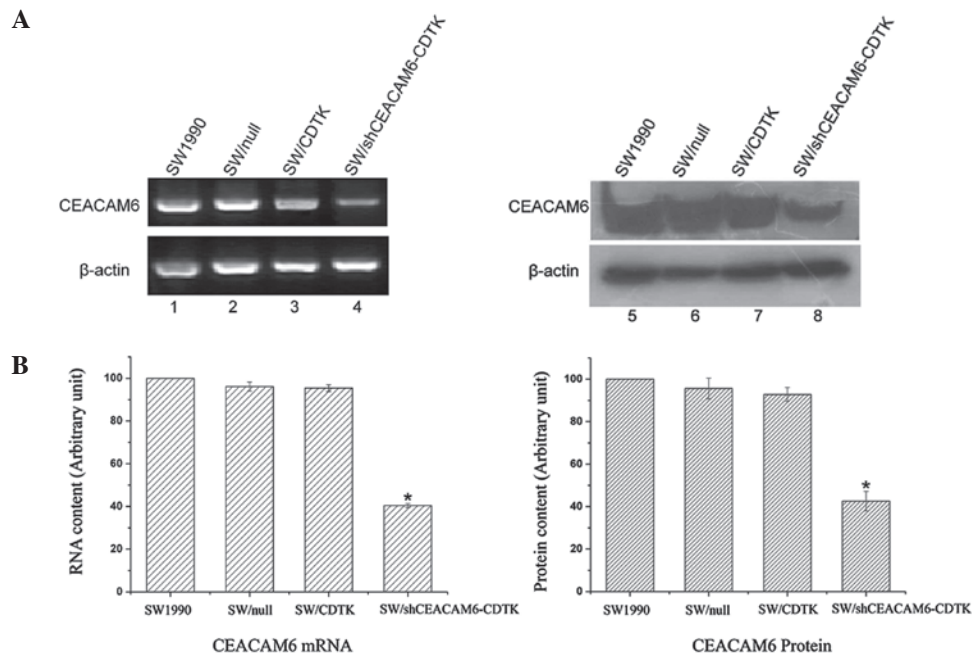 A
SW1990
SW/null
SW/CDTK
SW/shCEACAM6-CDTK
CEACAM6
β-actin
1 2 3 4
SW1990
SW/null
SW/CDTK
SW/shCEACAM6-CDTK
CEACAM6
β-actin
5 6 7 8
B
RNA content (Arbitrary unit)
100
80
60
40
20
0
*
SW1990 SW/null SW/CDTK SW/shCEACAM6-CDTK
CEACAM6 mRNA
Protein content (Arbitrary unit)
100
80
60
40
20
0
*
SW1990 SW/null SW/CDTK SW/shCEACAM6-CDTK
CEACAM6 Protein